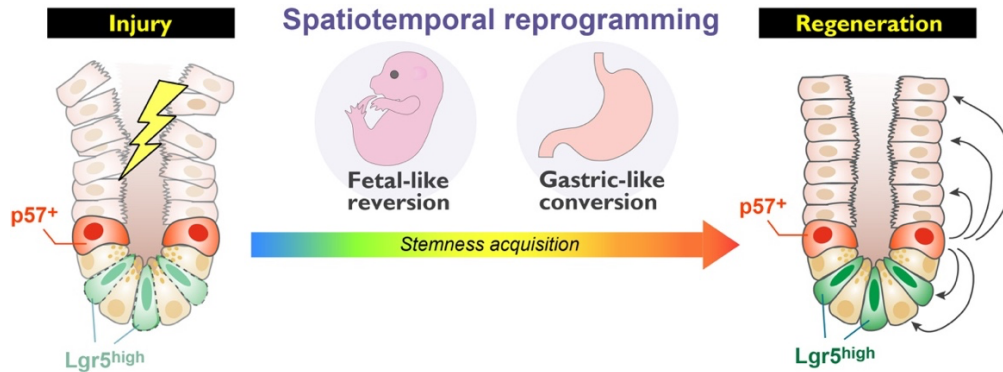 Injury
Spatiotemporal reprogramming
Regeneration
Fetal-like
reversion
Gastric-like
conversion
p57+
Stemness acquisition
p57+
Lgr5high
Lgr5high